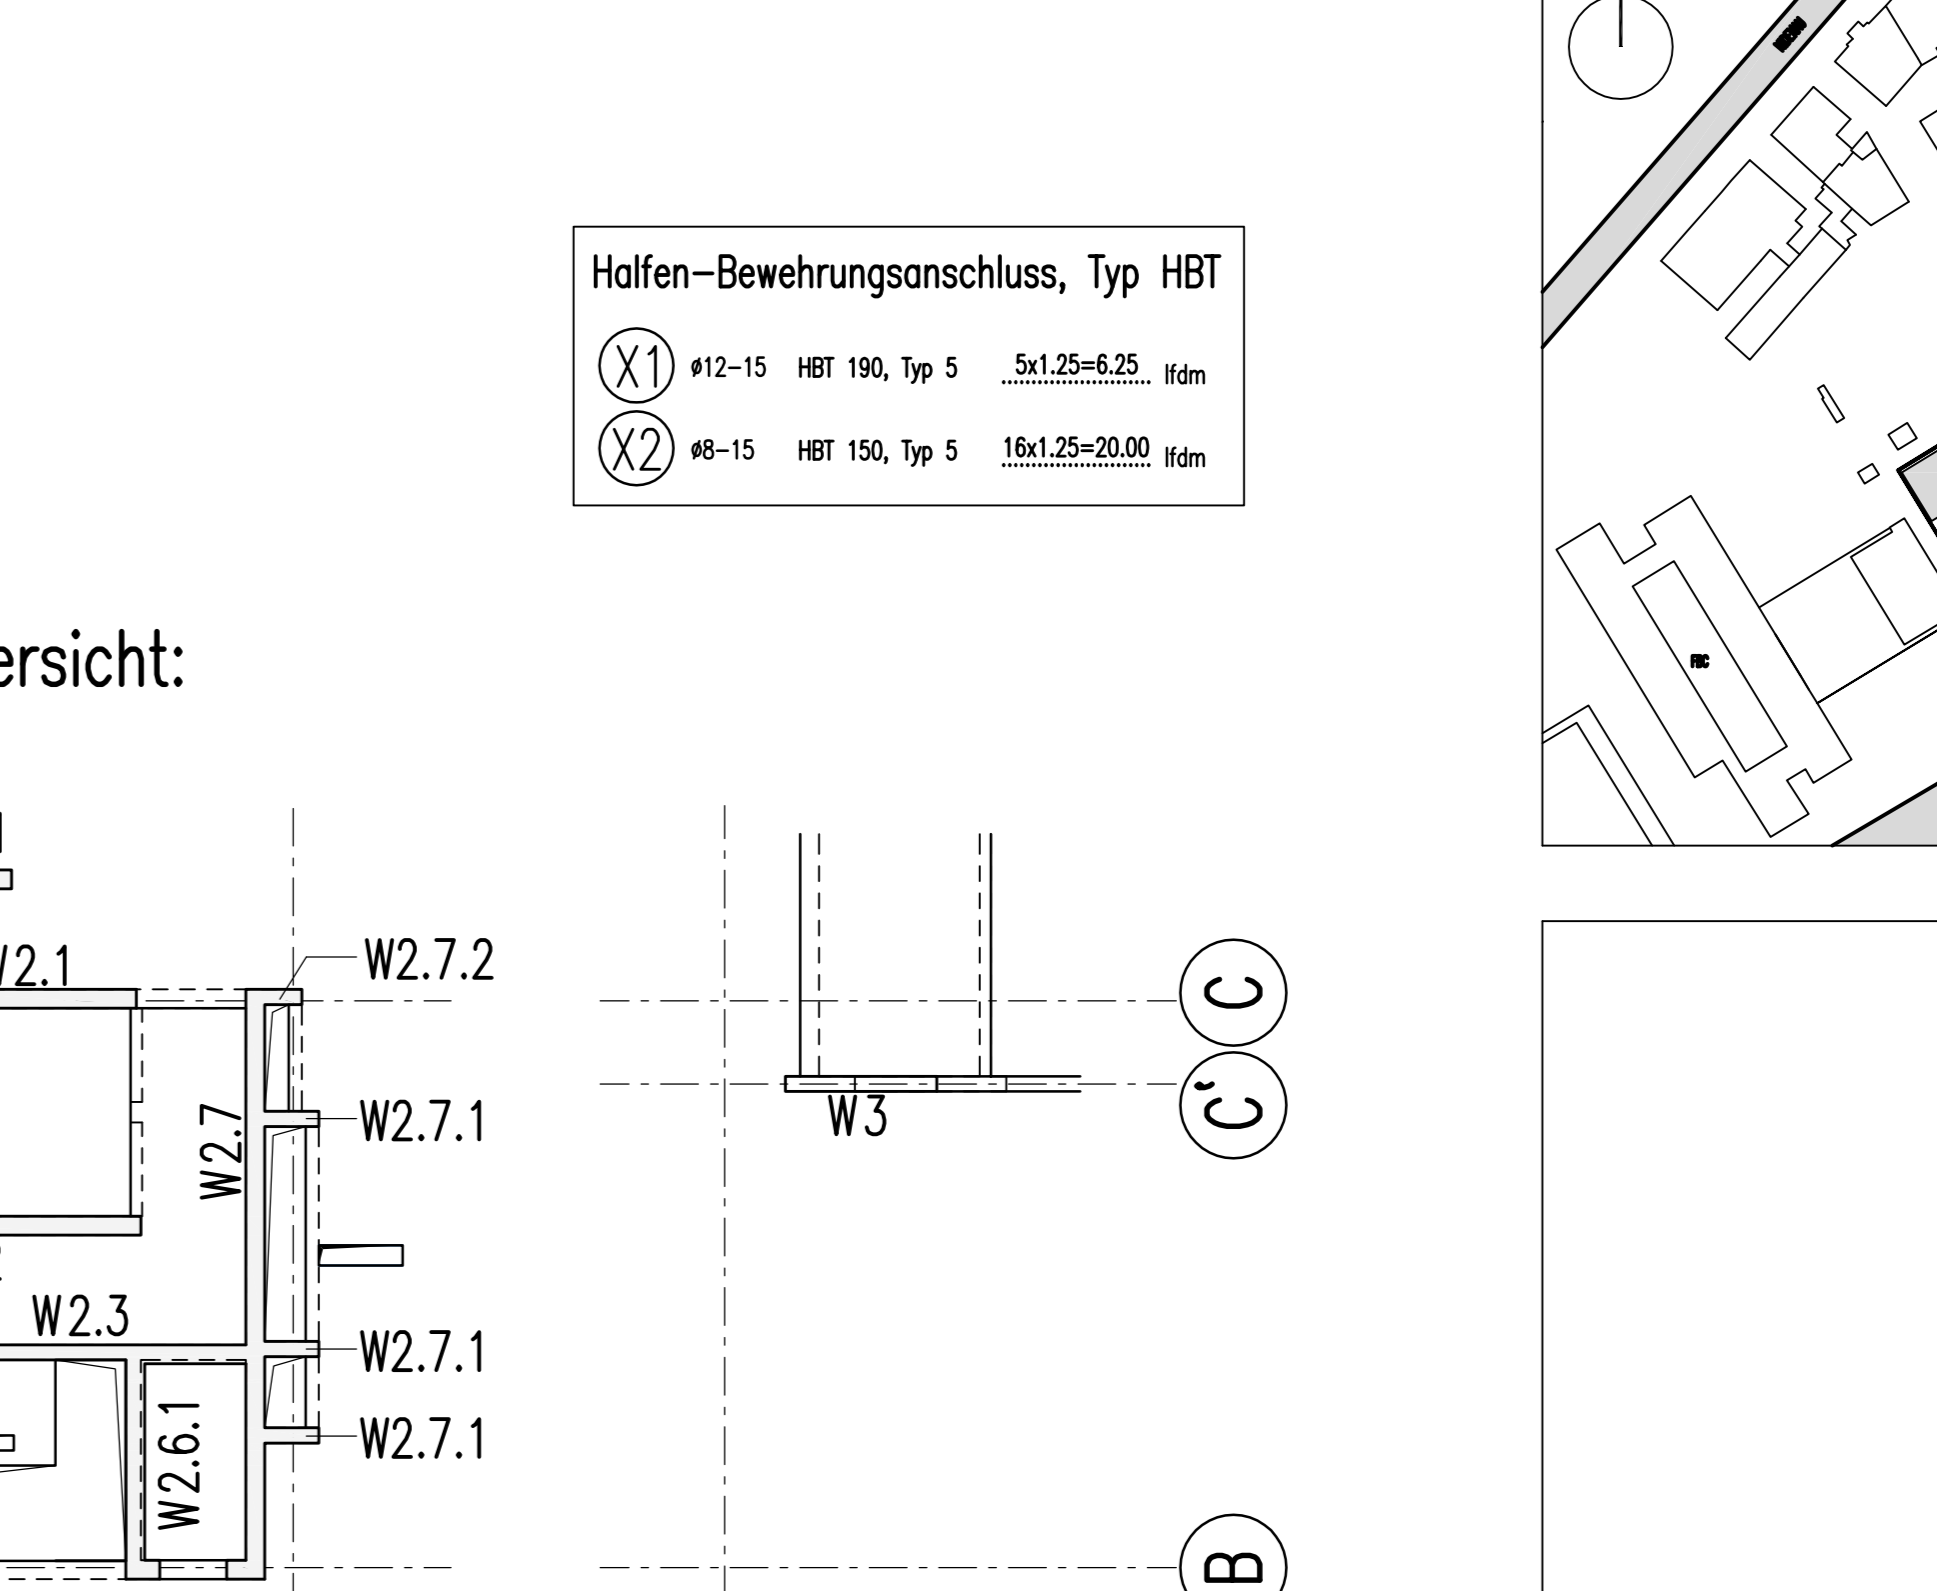 Halfen-Bewehrungsanschluss, Typ HBT
X1 ø12-15 HBT 190, Typ 5 5x1.25=6.25 lfdm
X2 ø8-15 HBT 150, Typ 5 16x1.25=20.00 lfdm
ersicht:
FBC
W2.1
W2.7.2
C
W2.7
W2.7.1
W3
C'
W2.3
W2.7.1
W2.6.1
W2.7.1
B